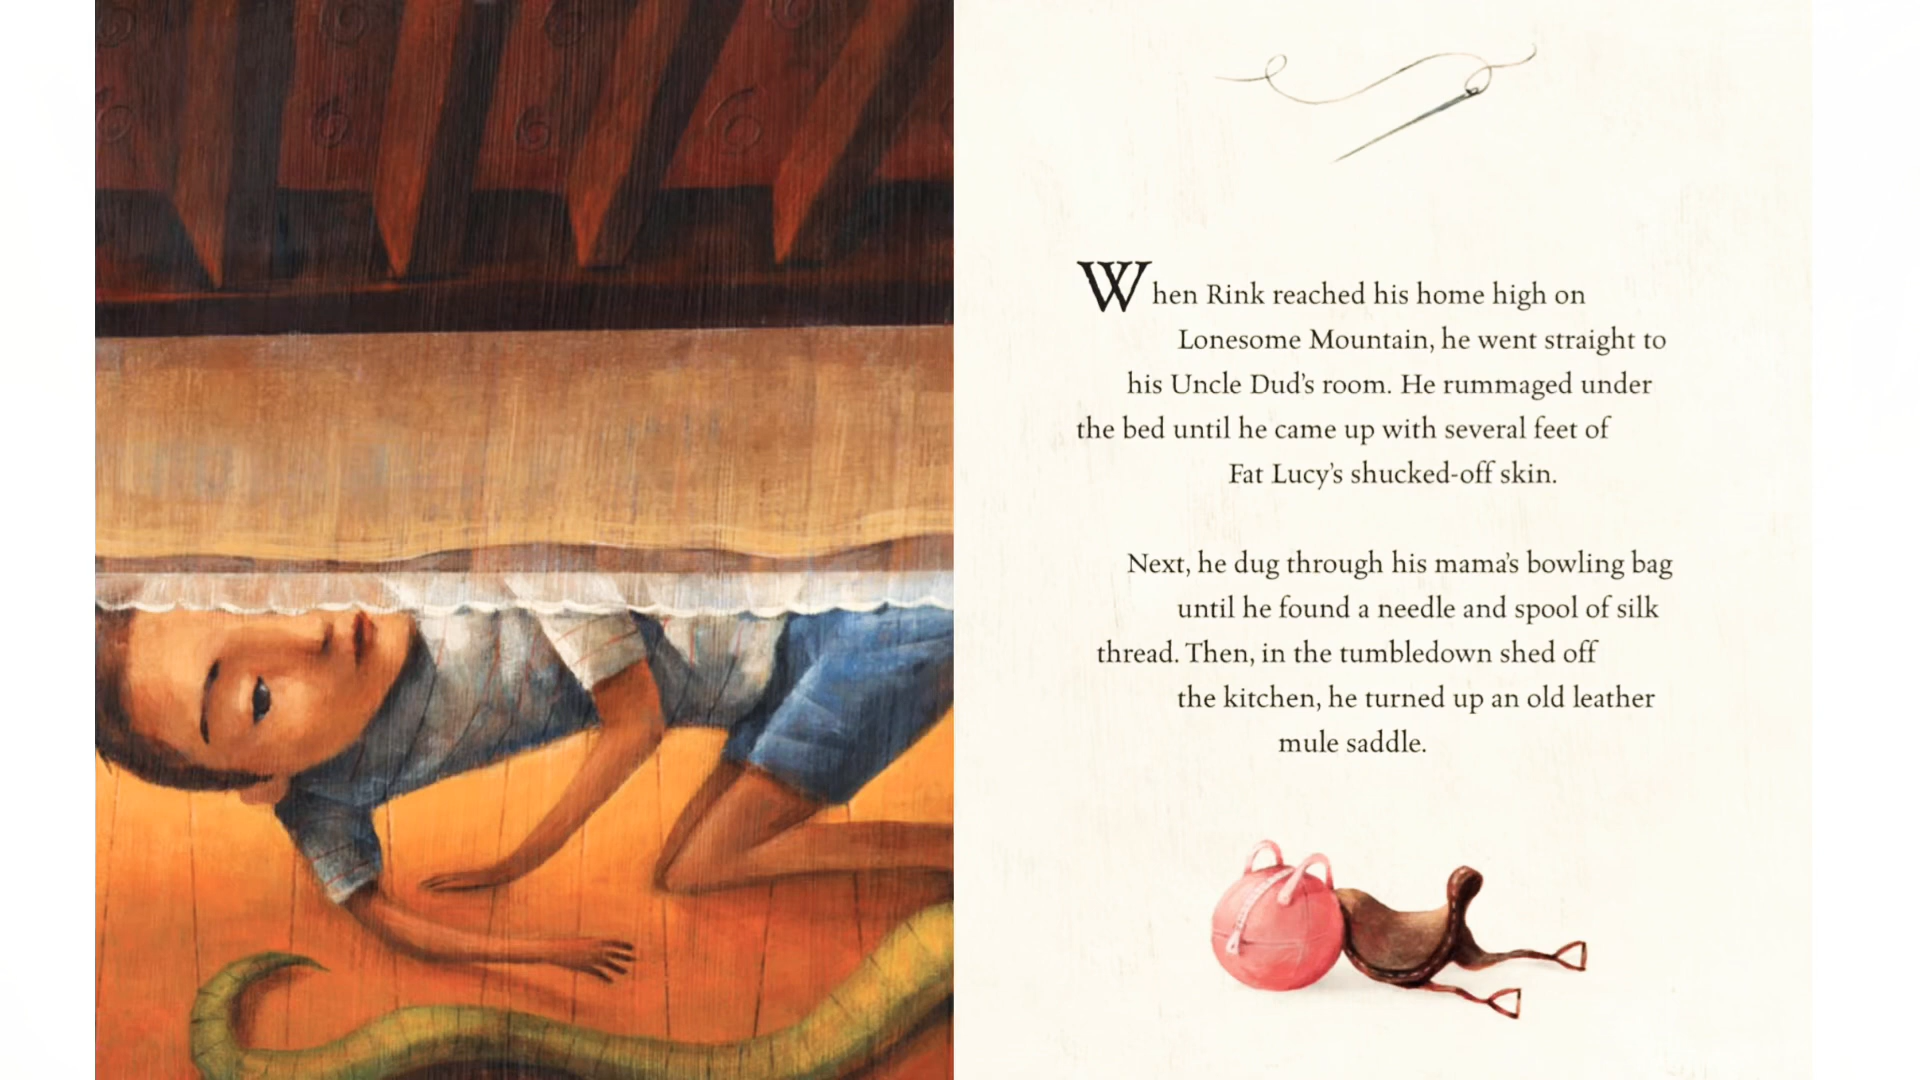 When Rink reached his home high on
Lonesome Mountain, he went straight to
his Uncle Dud's room. He rummaged under
the bed until he came up with several feet of
Fat Lucy's shucked-off skin.
Next, he dug through his mama's bowling bag
until he found a needle and spool of silk
thread. Then, in the tumbledown shed off
the kitchen, he turned up an old leather
mule saddle.